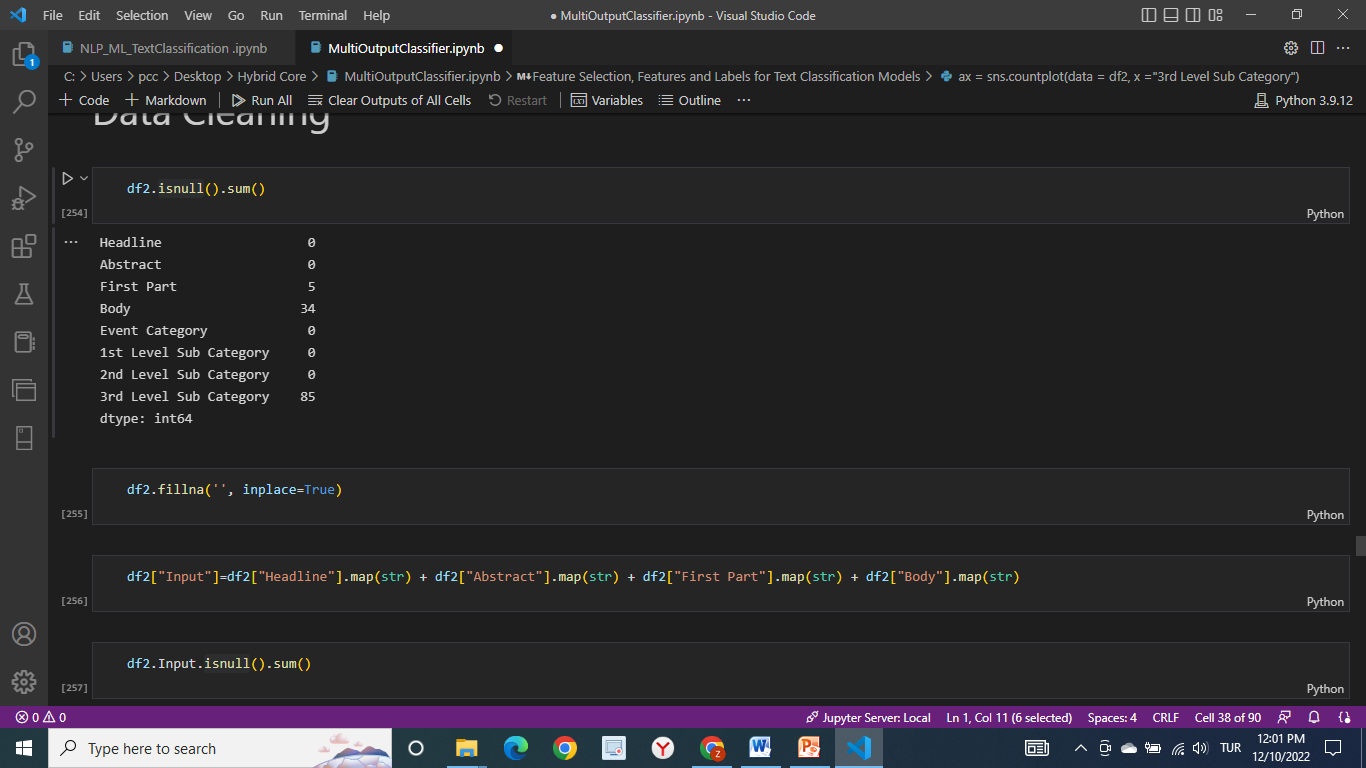 File Edit Selection View Go Run Terminal Help
● MultiOutputClassifier.ipynb - Visual Studio Code
NLP_ML_TextClassification .ipynb
MultiOutputClassifier.ipynb ●
C: > Users > pcc > Desktop > Hybrid Core > MultiOutputClassifier.ipynb > M↓Feature Selection, Features and Labels for Text Classification Models > ax = sns.countplot(data = df2, x ="3rd Level Sub Category")
+ Code + Markdown | Run All Clear Outputs of All Cells Restart | Variables Outline ···
Python 3.9.12
Data Cleaning
df2.isnull().sum()
[254]
Python
Headline 0
Abstract 0
First Part 5
Body 34
Event Category 0
1st Level Sub Category 0
2nd Level Sub Category 0
3rd Level Sub Category 85
dtype: int64
df2.fillna('', inplace=True)
[255]
Python
df2["Input"]=df2["Headline"].map(str) + df2["Abstract"].map(str) + df2["First Part"].map(str) + df2["Body"].map(str)
[256]
Python
df2.Input.isnull().sum()
[257]
Python
1
0 0
Jupyter Server: Local Ln 1, Col 11 (6 selected) Spaces: 4 CRLF Cell 38 of 90
Type here to search
TUR
12:01 PM
12/10/2022